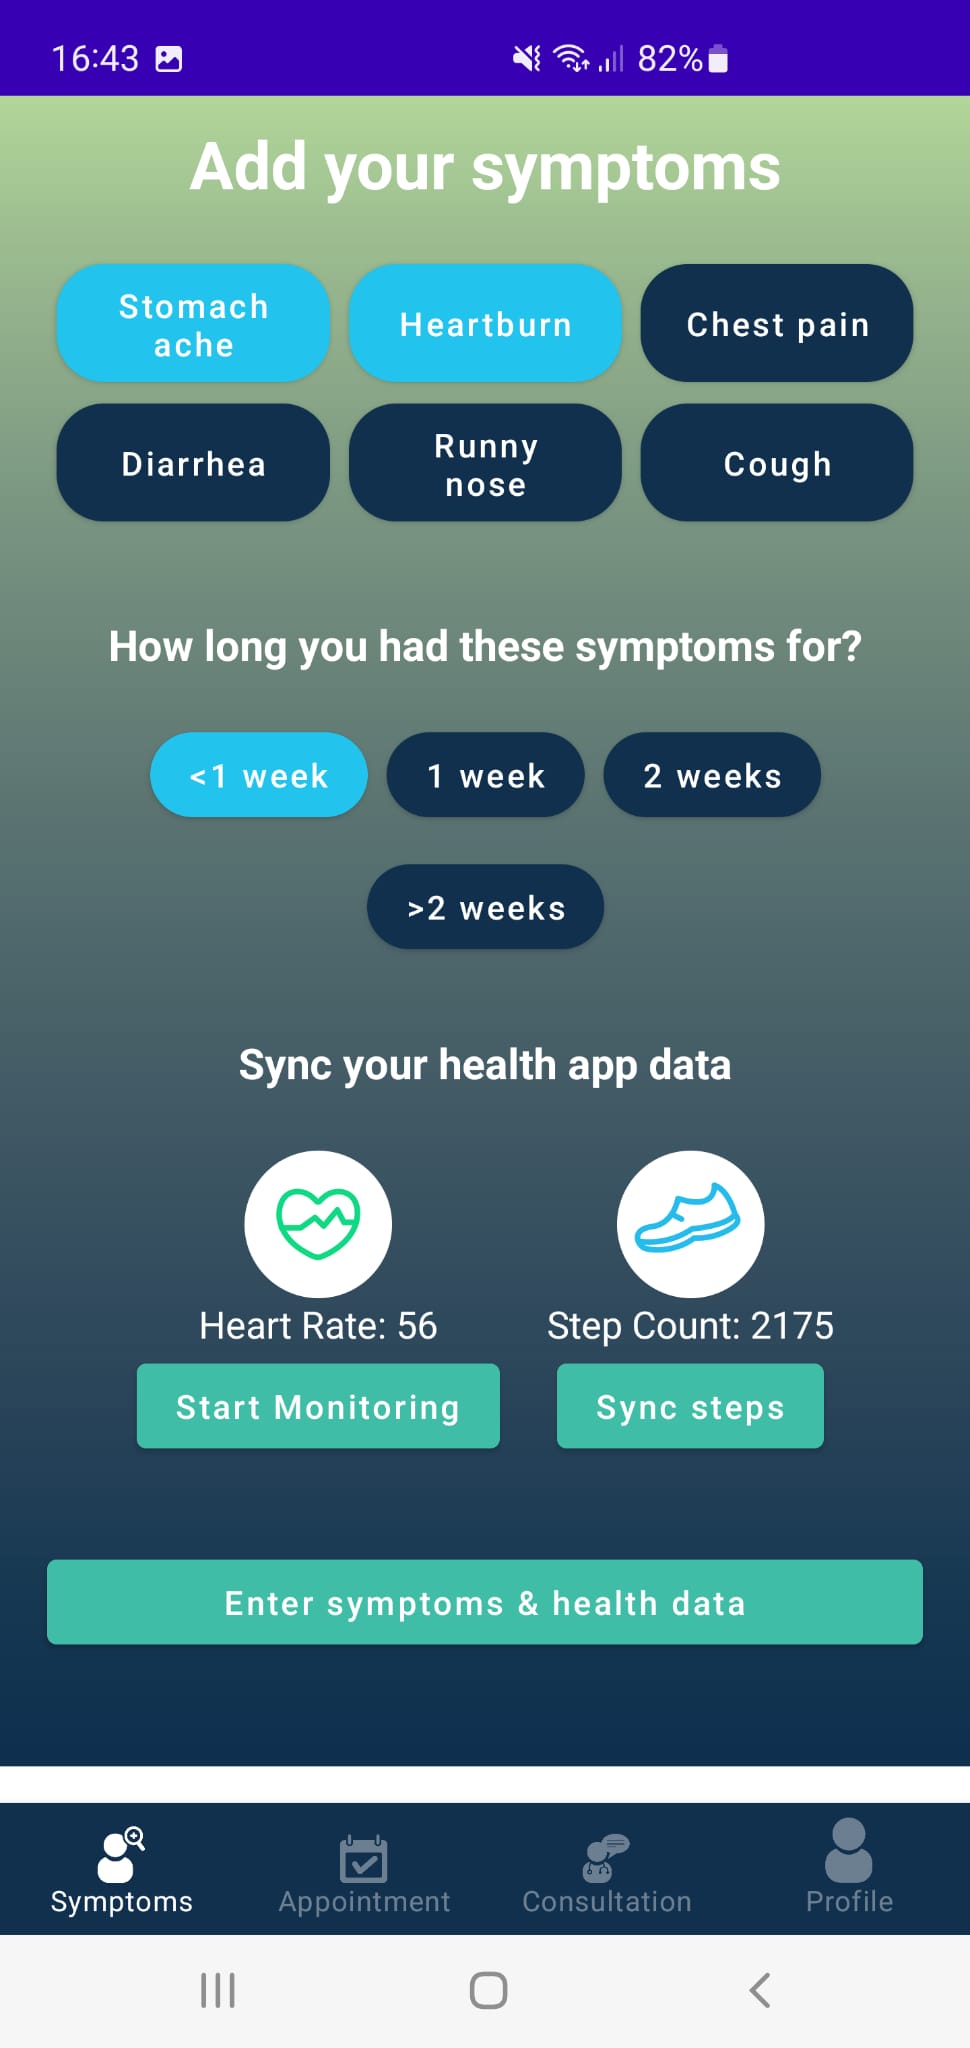 16:43
82%
Add your symptoms
Stomach
ache
Heartburn
Chest pain
Diarrhea
Runny
nose
Cough
How long you had these symptoms for?
<1 week
1 week
2 weeks
>2 weeks
Sync your health app data
Heart Rate: 56
Step Count: 2175
Start Monitoring
Sync steps
Enter symptoms & health data
Symptoms
Appointment
Consultation
Profile